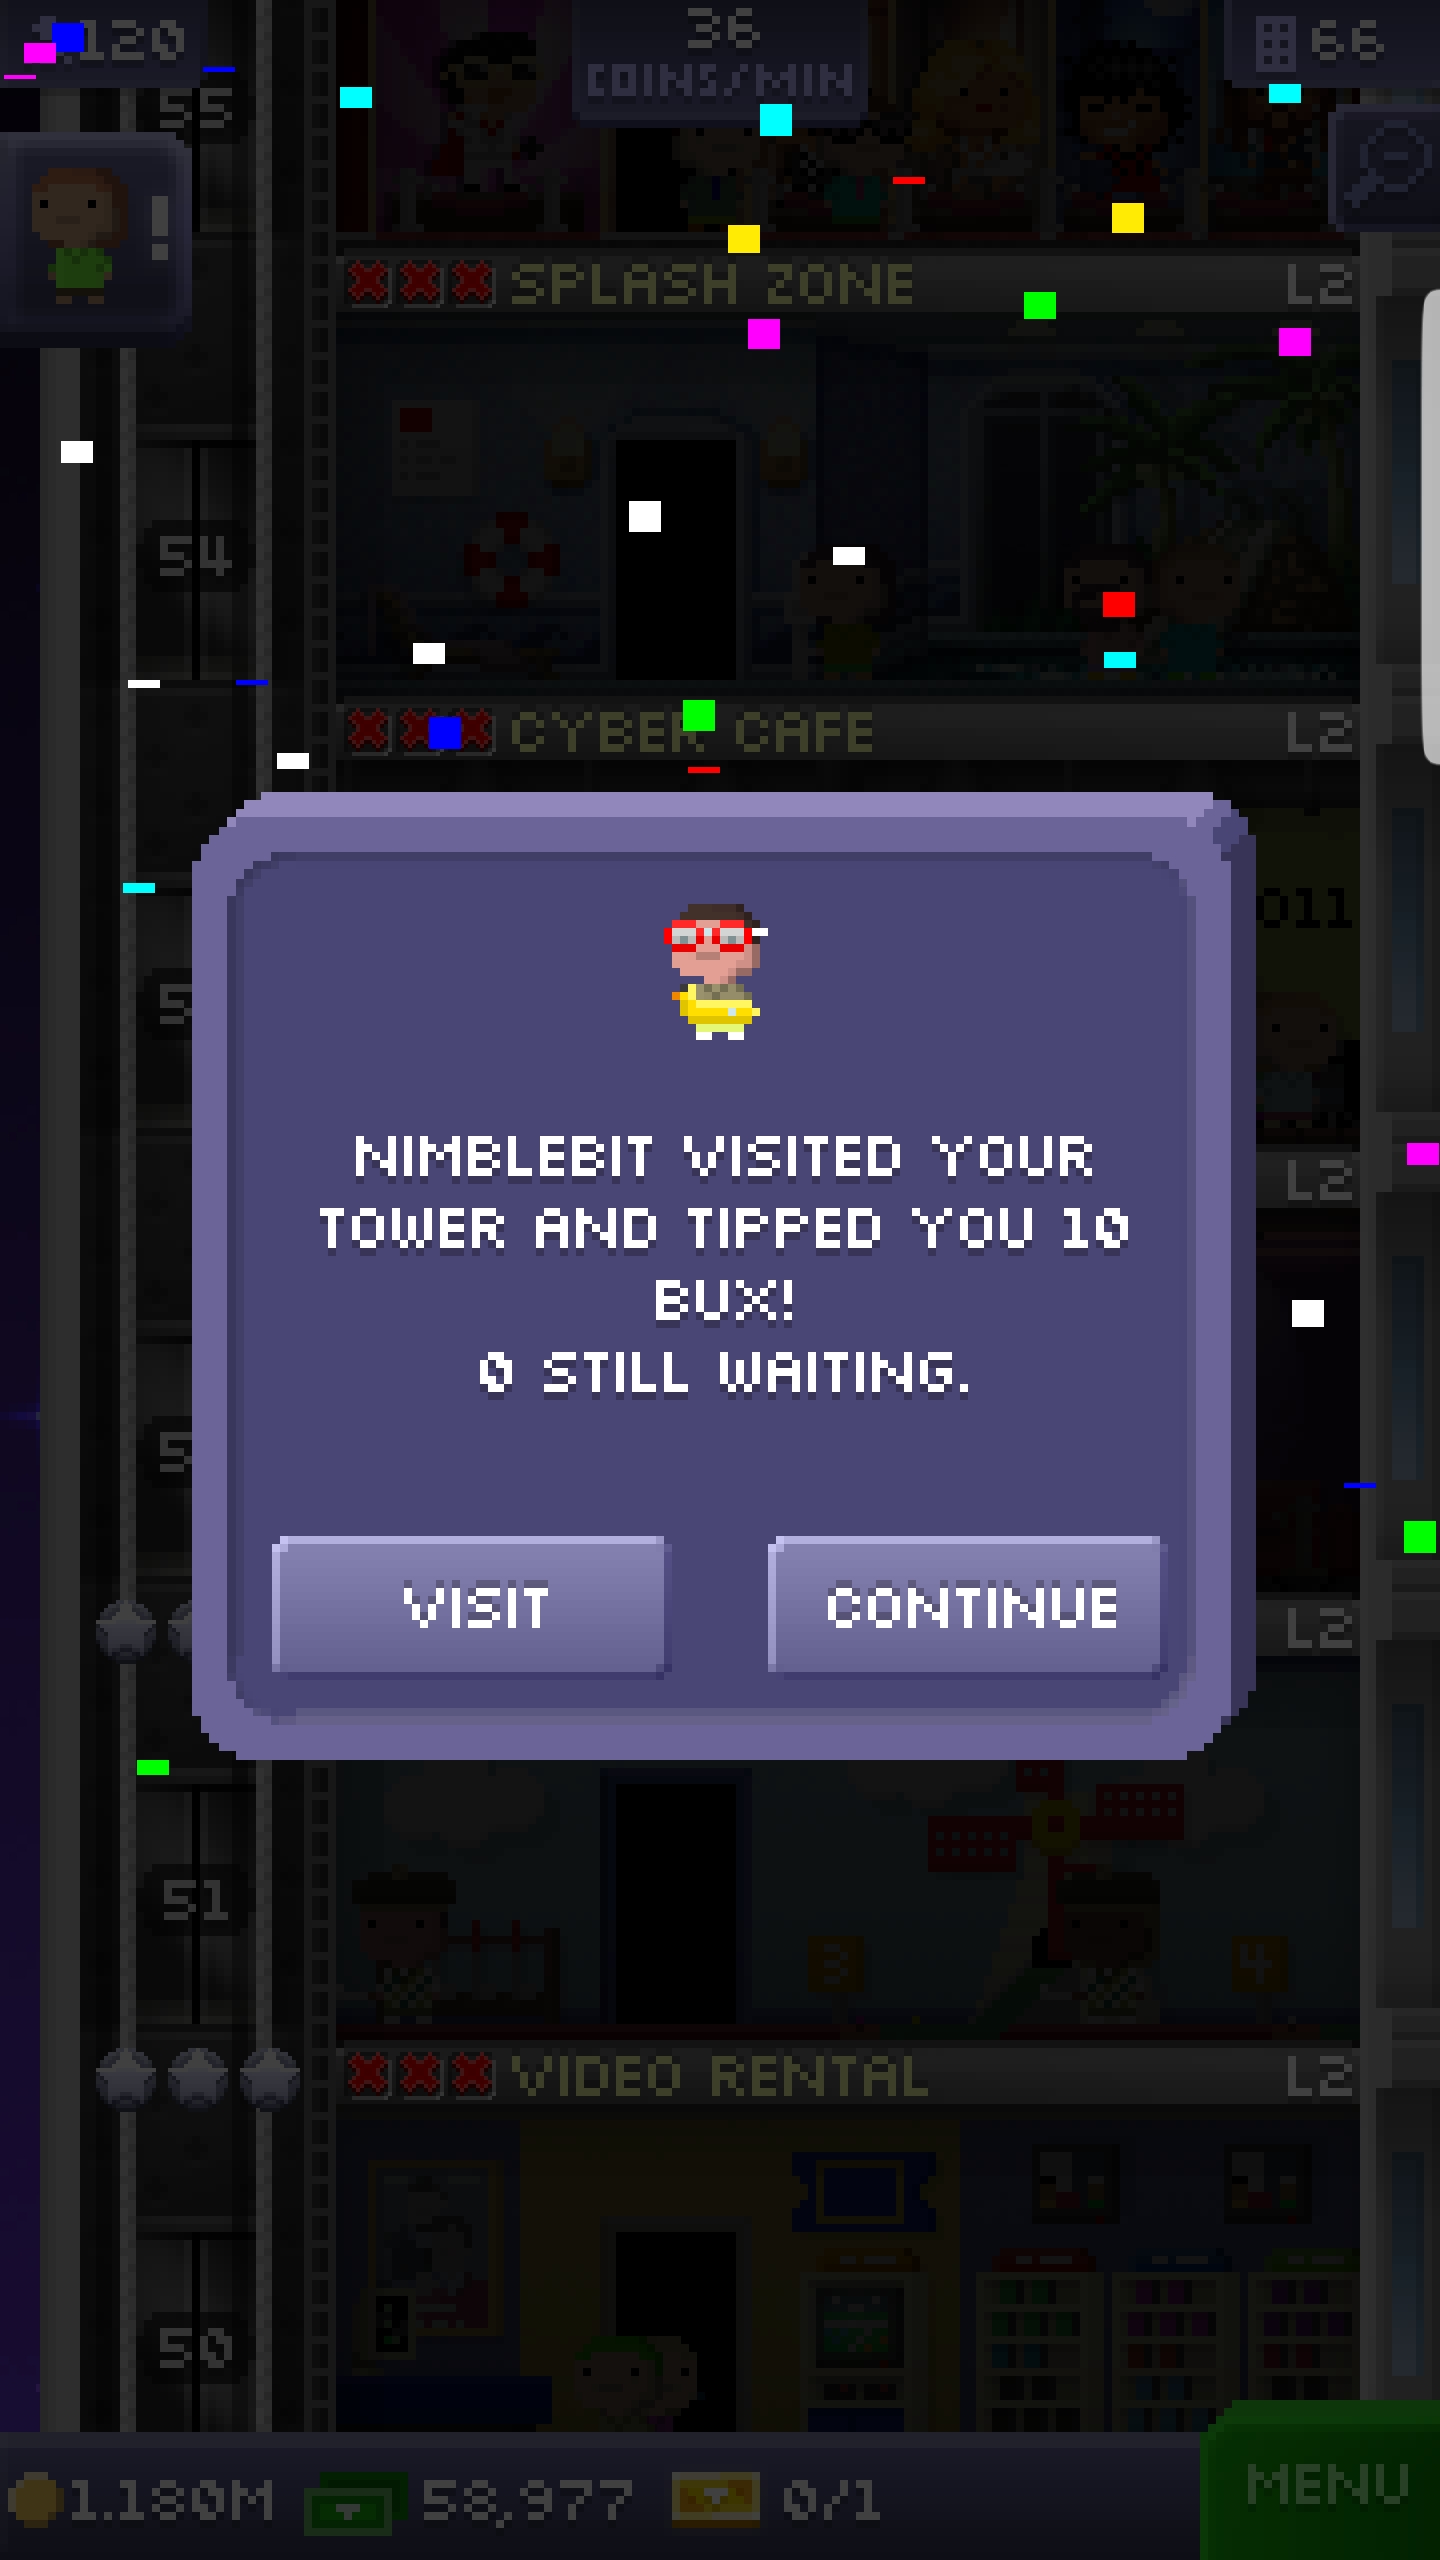 120
36
COINS/MIN
66
55
SPLASH ZONE L2
54
CYBER CAFE L2
NIMBLEBIT VISITED YOUR
TOWER AND TIPPED YOU 10
BUX!
0 STILL WAITING.
L2
VISIT CONTINUE
L2
51
3 4
VIDEO RENTAL L2
50
1.180M 58,977 0/1
MENU